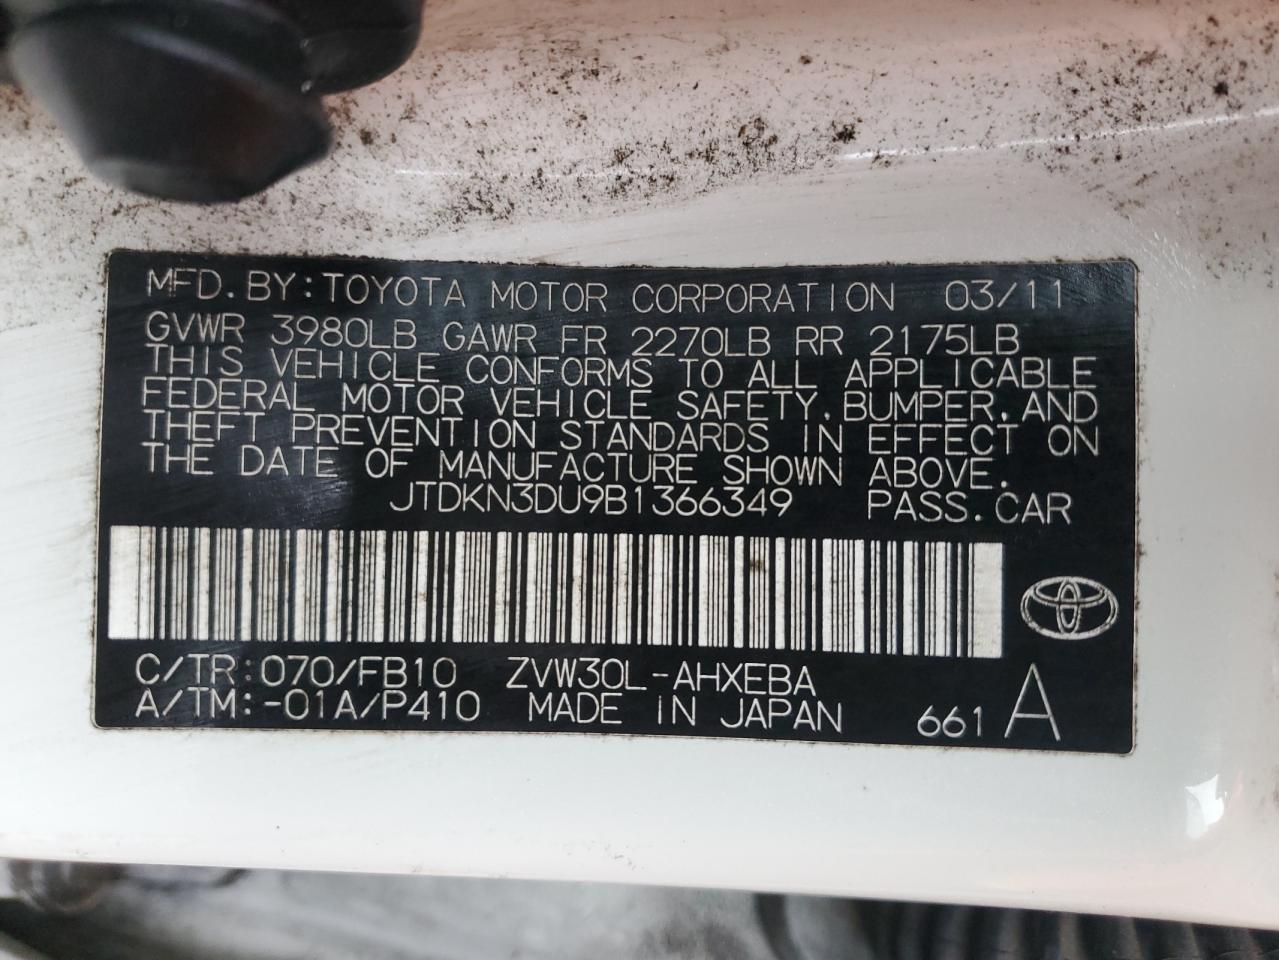 MFD. BY: TOYOTA MOTOR CORPORATION 03/11
GVWR 3980LB GAWR FR 2270LB RR 2175LB
THIS VEHICLE CONFORMS TO ALL APPLICABLE
FEDERAL MOTOR VEHICLE SAFETY, BUMPER, AND
THEFT PREVENTION STANDARDS IN EFFECT ON
THE DATE OF MANUFACTURE SHOWN ABOVE.
JTDKN3DU9B1366349 PASS. CAR
C/TR: 070/FB10 ZVW30L-AHXEBA
A/TM: -01A/P410 MADE IN JAPAN 661 A